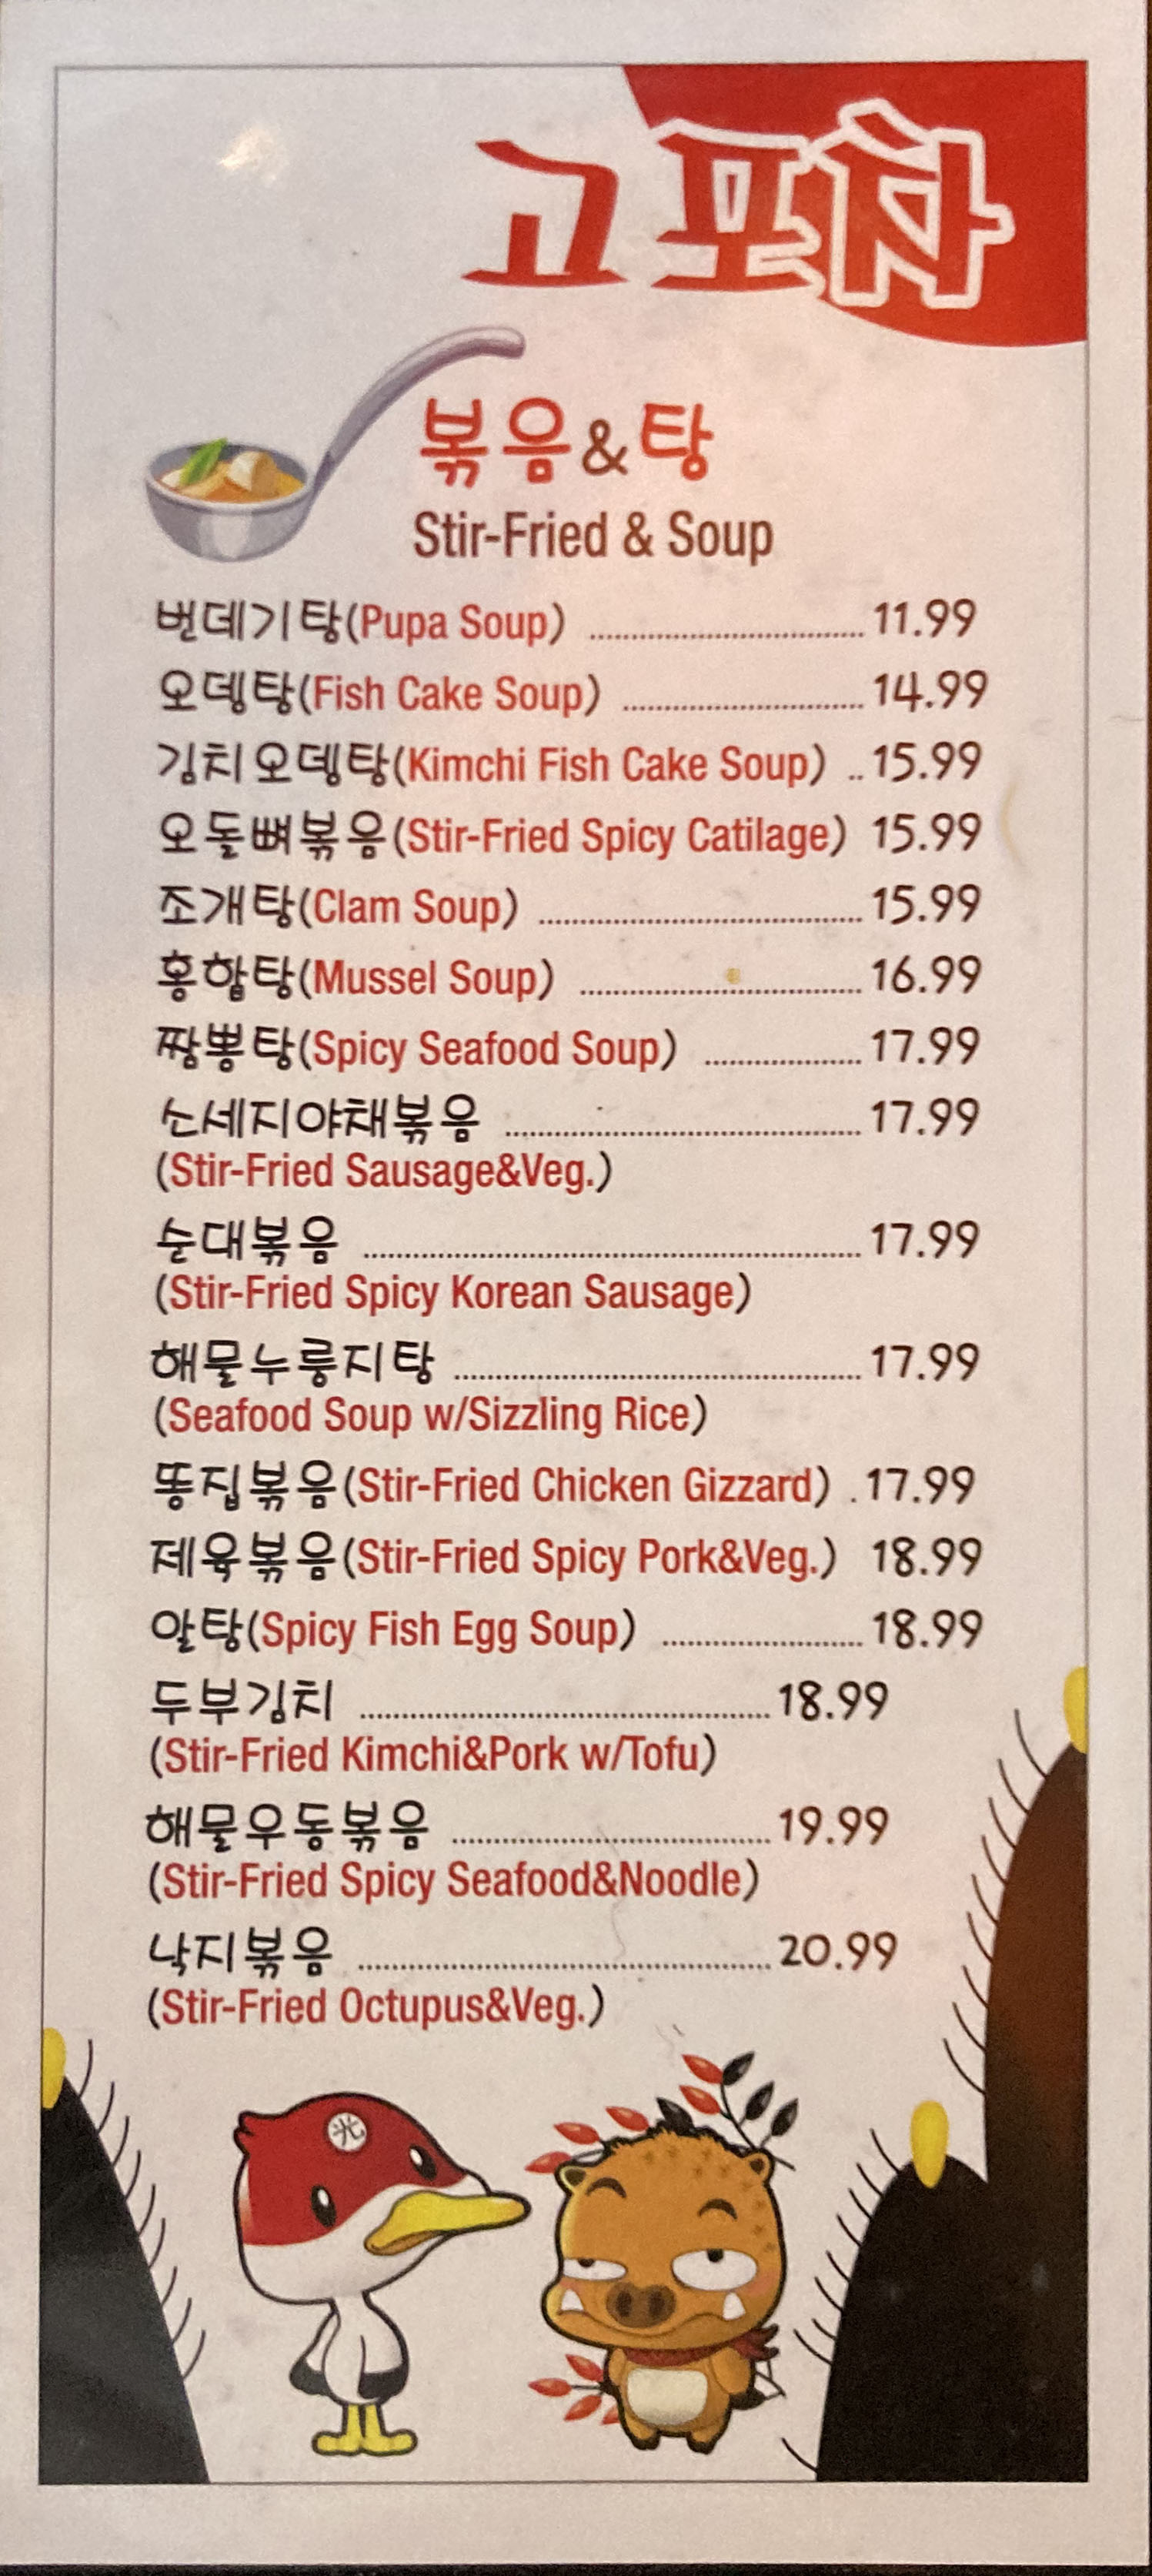 고포차
볶음&탕
Stir-Fried & Soup
번데기탕(Pupa Soup) 11.99
오뎅탕(Fish Cake Soup) 14.99
김치오뎅탕(Kimchi Fish Cake Soup) 15.99
오돌뼈볶음(Stir-Fried Spicy Catilage) 15.99
조개탕(Clam Soup) 15.99
홍합탕(Mussel Soup) 16.99
짬뽕탕(Spicy Seafood Soup) 17.99
소세지야채볶음 17.99
(Stir-Fried Sausage&Veg.)
순대볶음 17.99
(Stir-Fried Spicy Korean Sausage)
해물누룽지탕 17.99
(Seafood Soup w/Sizzling Rice)
똥집볶음(Stir-Fried Chicken Gizzard) 17.99
제육볶음(Stir-Fried Spicy Pork&Veg.) 18.99
알탕(Spicy Fish Egg Soup) 18.99
두부김치 18.99
(Stir-Fried Kimchi&Pork w/Tofu)
해물우동볶음 19.99
(Stir-Fried Spicy Seafood&Noodle)
낙지볶음 20.99
(Stir-Fried Octupus&Veg.)
光